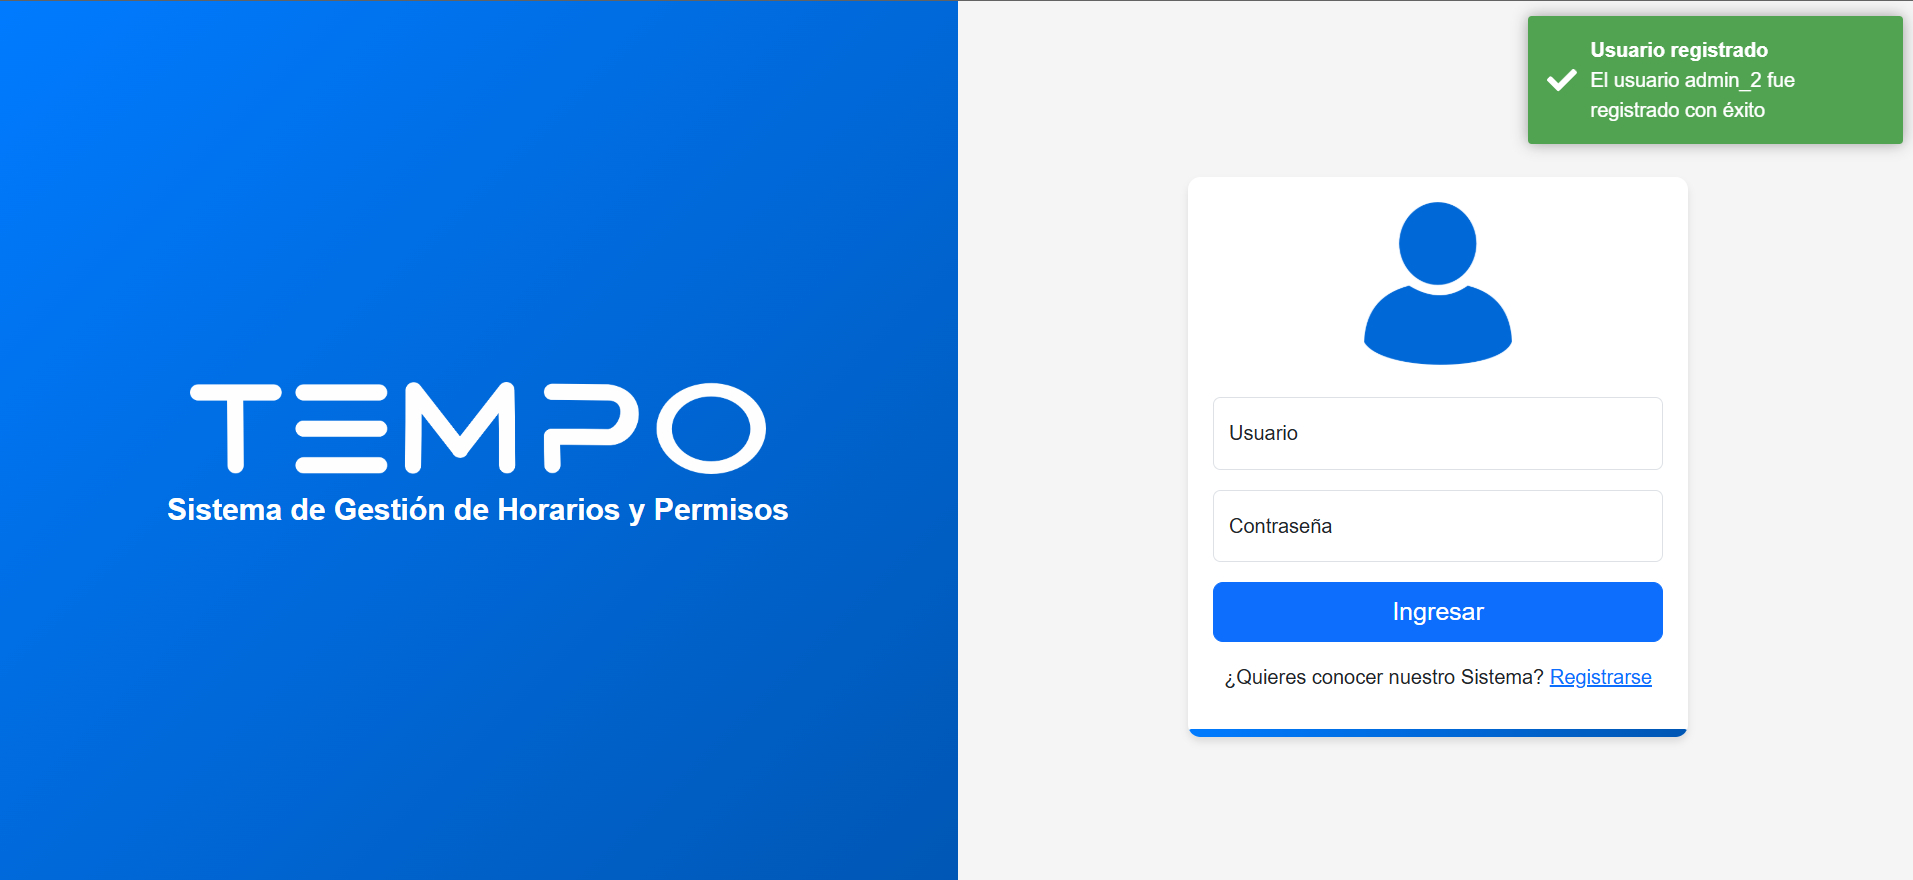 TEMPO
Sistema de Gestión de Horarios y Permisos
Usuario registrado
El usuario admin_2 fue
registrado con éxito
Usuario
Contraseña
Ingresar
¿Quieres conocer nuestro Sistema? Registrarse